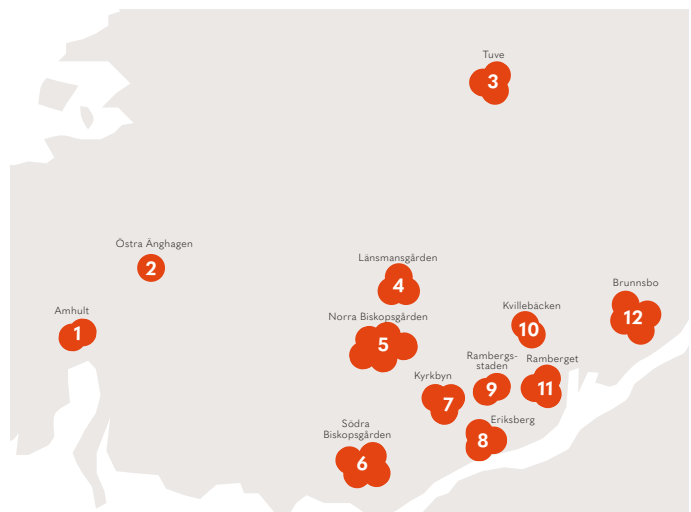 Tuve
3
Östra Änghagen
2
Länsmansgården
4
Brunnsbo
12
Amhult
1
Kvillebäcken
10
Norra Biskopsgården
5
Rambergs-
staden
9
Ramberget
11
Kyrkbyn
7
Eriksberg
8
Södra
Biskopsgården
6